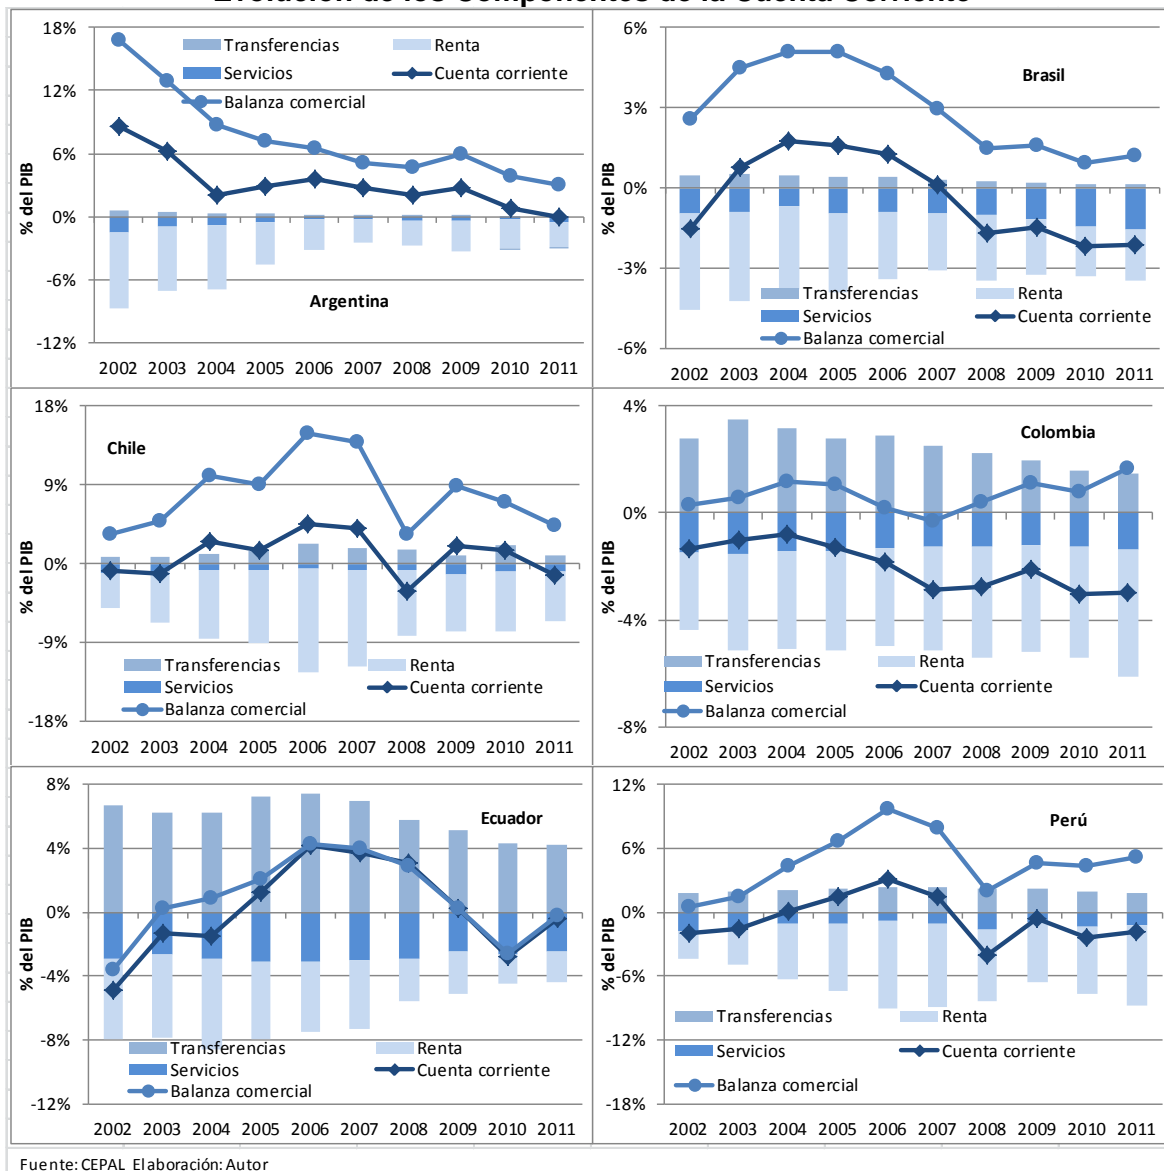 Evolución de los Componentes de la Cuenta Corriente
18%
12%
6%
0%
-6%
-12%
% del PIB
Transferencias
Renta
Servicios
Cuenta corriente
Balanza comercial
Argentina
2002 2003 2004 2005 2006 2007 2008 2009 2010 2011
6%
3%
0%
-3%
-6%
% del PIB
Brasil
Transferencias
Renta
Servicios
Cuenta corriente
Balanza comercial
2002 2003 2004 2005 2006 2007 2008 2009 2010 2011
18%
9%
0%
-9%
-18%
% del PIB
Chile
Transferencias
Renta
Servicios
Cuenta corriente
Balanza comercial
2002 2003 2004 2005 2006 2007 2008 2009 2010 2011
4%
0%
-4%
-8%
% del PIB
Colombia
Transferencias
Renta
Servicios
Cuenta corriente
Balanza comercial
2002 2003 2004 2005 2006 2007 2008 2009 2010 2011
8%
4%
0%
-4%
-8%
-12%
% del PIB
Ecuador
Transferencias
Renta
Servicios
Cuenta corriente
Balanza comercial
2002 2003 2004 2005 2006 2007 2008 2009 2010 2011
12%
6%
0%
-6%
-12%
-18%
% del PIB
Perú
Transferencias
Renta
Servicios
Cuenta corriente
Balanza comercial
2002 2003 2004 2005 2006 2007 2008 2009 2010 2011
Fuente: CEPAL Elaboración: Autor